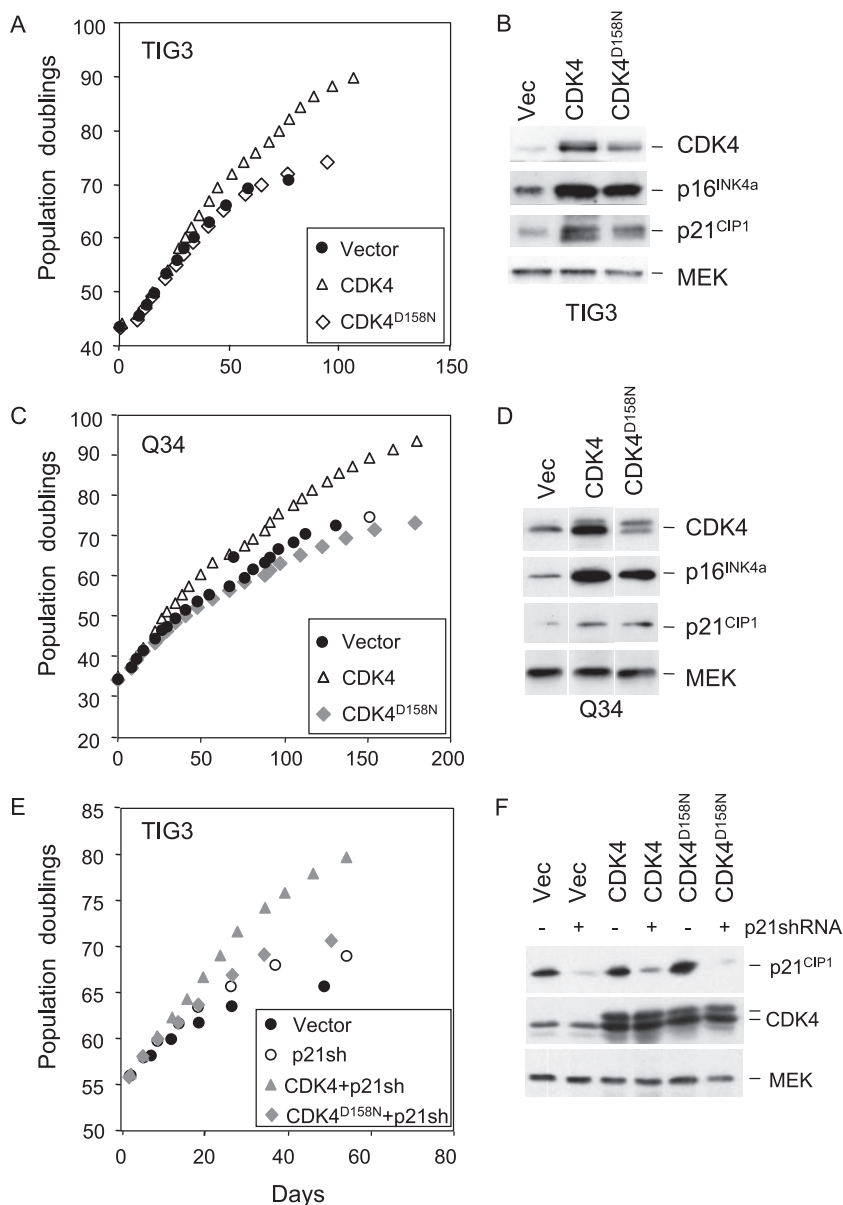 A
TIG3
Population doublings
100
90
80
70
60
50
40
0
50
100
150
Vector
CDK4
CDK4D158N
B
Vec
CDK4
CDK4D158N
CDK4
p16INK4a
p21CIP1
MEK
TIG3
C
Q34
Population doublings
100
90
80
70
60
50
40
30
20
0
50
100
150
200
Vector
CDK4
CDK4D158N
D
Vec
CDK4
CDK4D158N
CDK4
p16INK4a
p21CIP1
MEK
Q34
E
TIG3
Population doublings
85
80
75
70
65
60
55
50
0
20
40
60
80
Days
Vector
p21sh
CDK4+p21sh
CDK4D158N+p21sh
F
Vec
Vec
CDK4
CDK4
CDK4D158N
CDK4D158N
- + - + - + p21shRNA
p21CIP1
CDK4
MEK